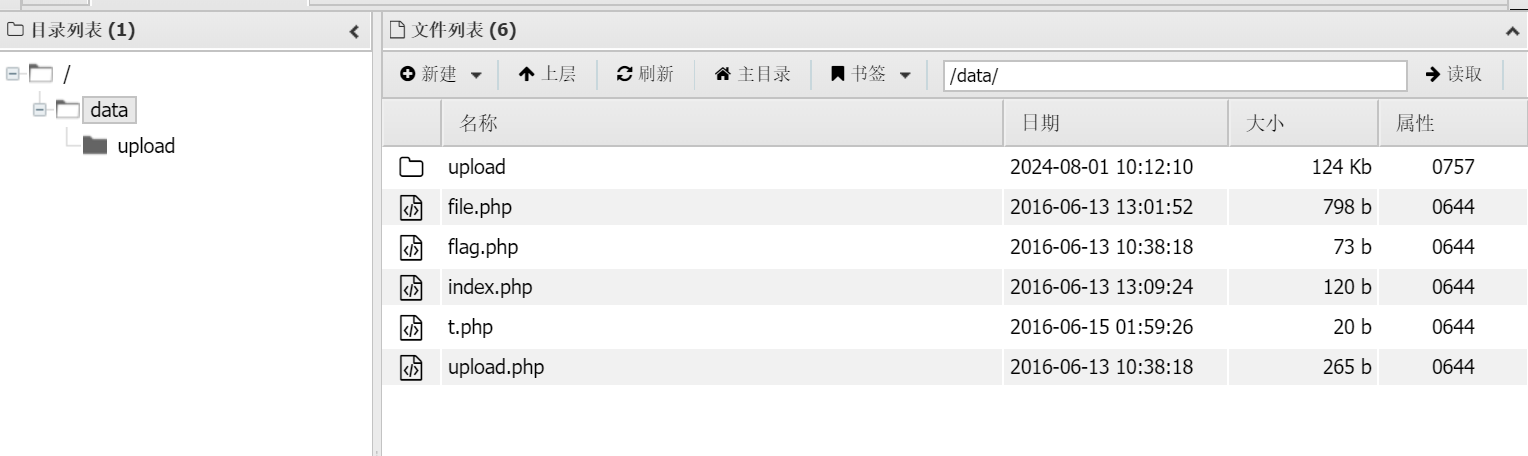 目录列表 (1)
/
data
upload
文件列表 (6)
新建 上层 刷新 主目录 书签 /data/ 读取
名称 日期 大小 属性
upload 2024-08-01 10:12:10 124 Kb 0757
file.php 2016-06-13 13:01:52 798 b 0644
flag.php 2016-06-13 10:38:18 73 b 0644
index.php 2016-06-13 13:09:24 120 b 0644
t.php 2016-06-15 01:59:26 20 b 0644
upload.php 2016-06-13 10:38:18 265 b 0644